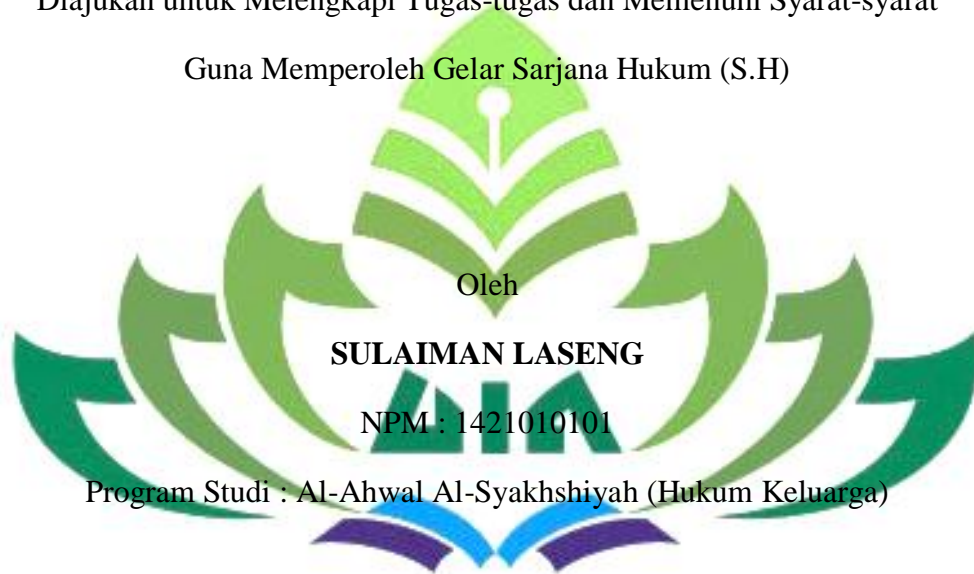 Diajukan untuk Melengkapi Tugas-tugas dan Memenuhi Syarat-syarat
Guna Memperoleh Gelar Sarjana Hukum (S.H)
Oleh
SULAIMAN LASENG
NPM : 1421010101
Program Studi : Al-Ahwal Al-Syakhshiyah (Hukum Keluarga)